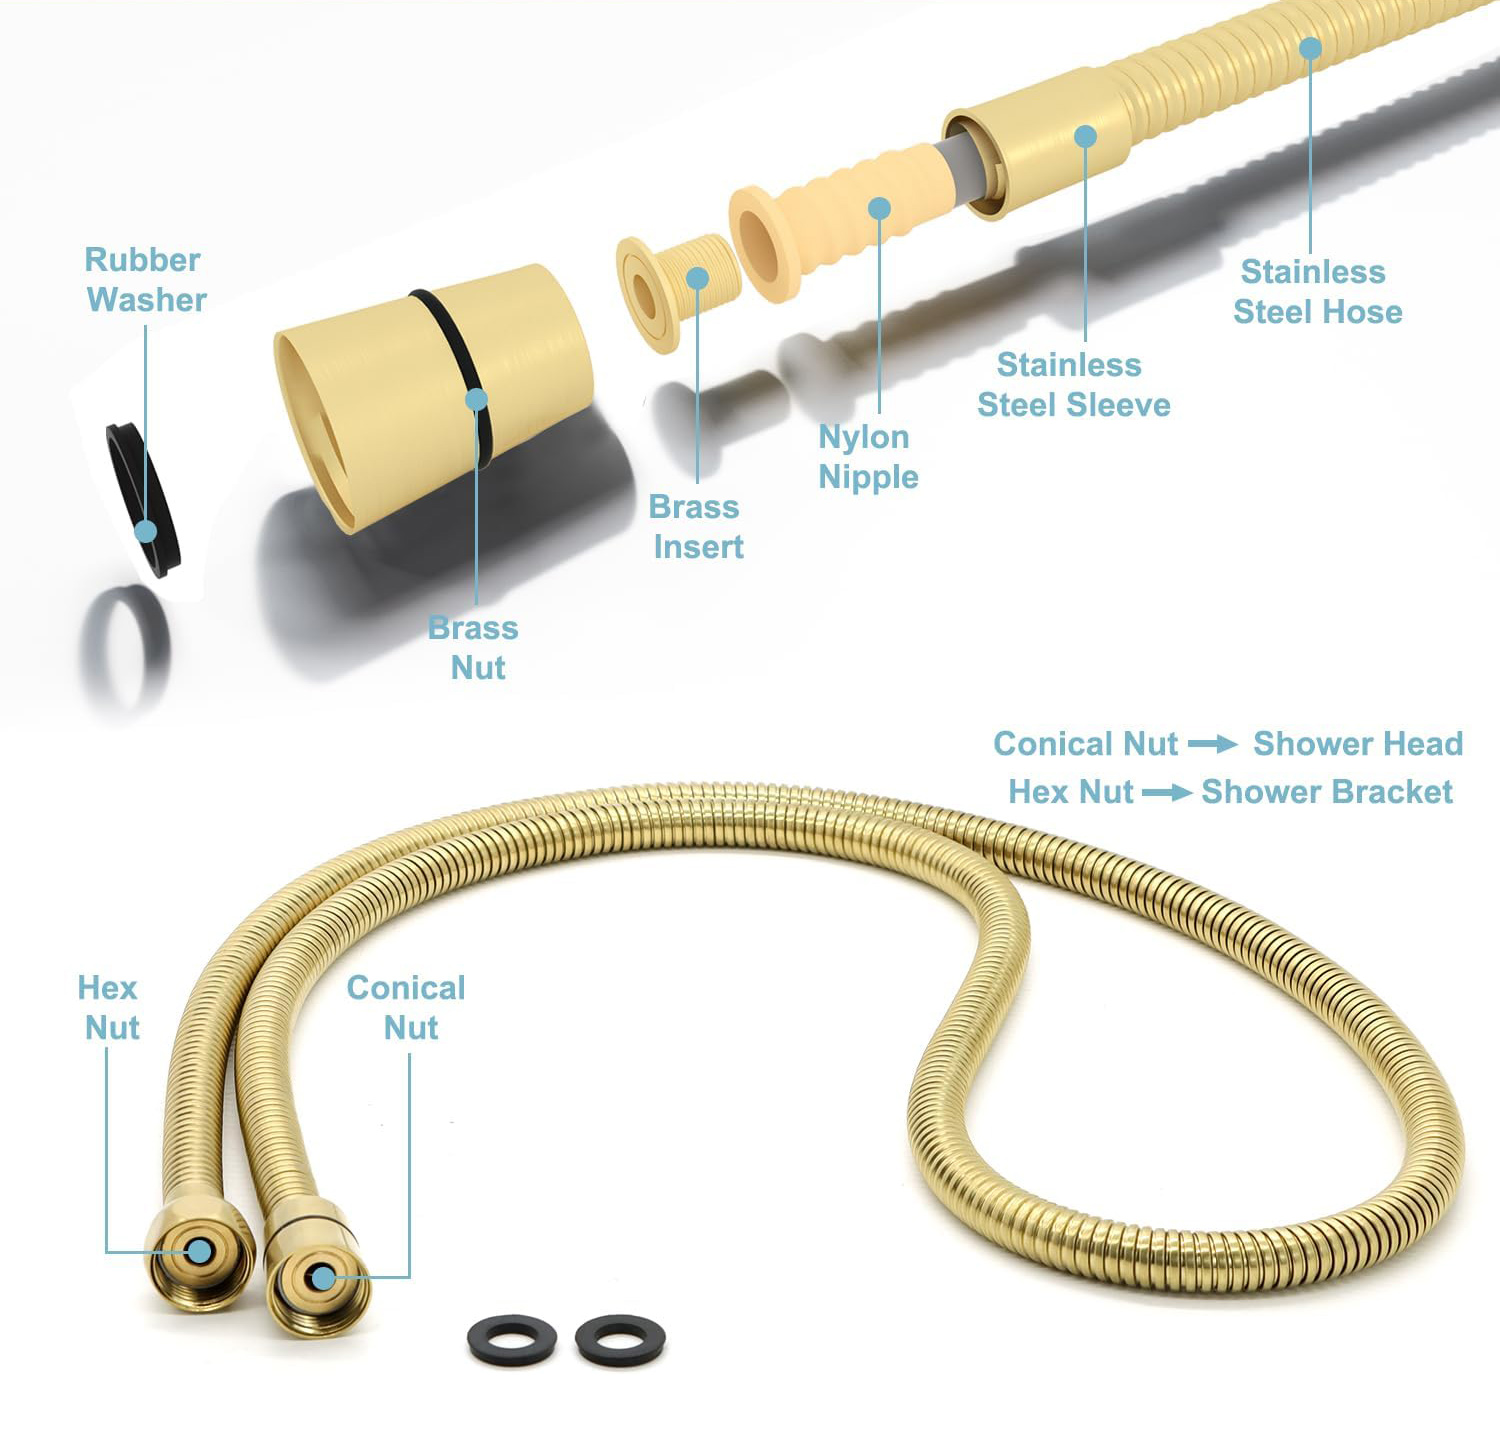 Rubber
Washer
Brass
Nut
Brass
Insert
Nylon
Nipple
Stainless
Steel Sleeve
Stainless
Steel Hose
Conical Nut → Shower Head
Hex Nut → Shower Bracket
Hex
Nut
Conical
Nut